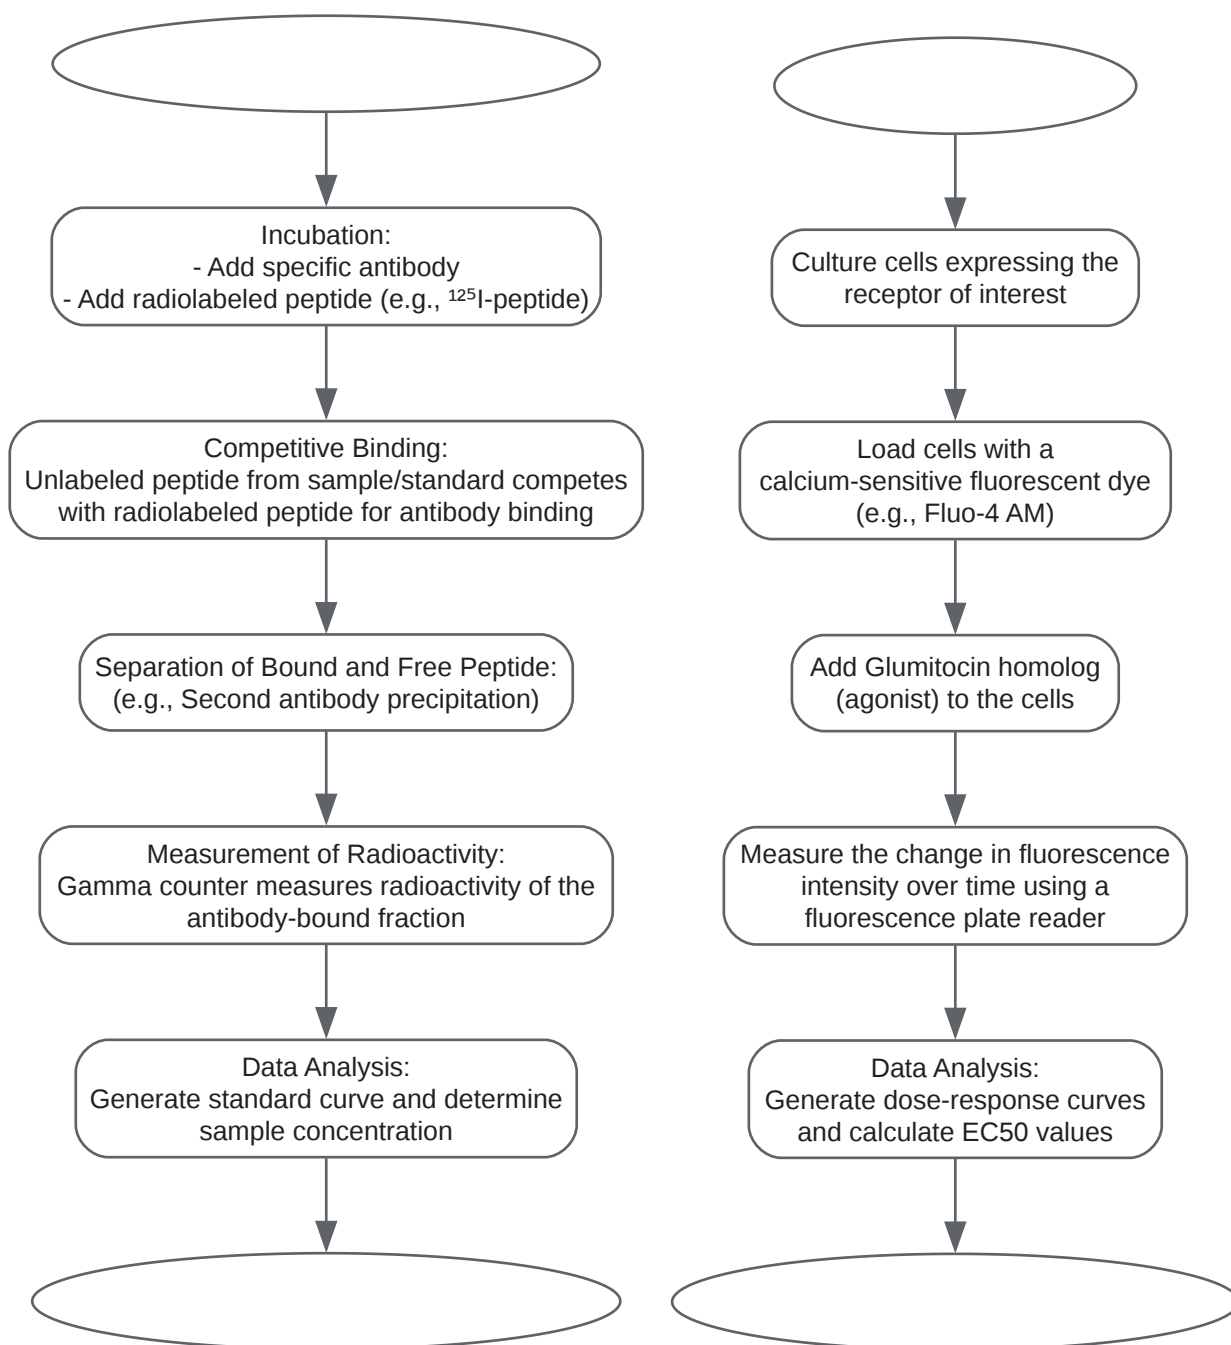 Incubation:
- Add specific antibody
- Add radiolabeled peptide (e.g., ¹²⁵I-peptide)
Competitive Binding:
Unlabeled peptide from sample/standard competes
with radiolabeled peptide for antibody binding
Separation of Bound and Free Peptide:
(e.g., Second antibody precipitation)
Measurement of Radioactivity:
Gamma counter measures radioactivity of the
antibody-bound fraction
Data Analysis:
Generate standard curve and determine
sample concentration
Culture cells expressing the
receptor of interest
Load cells with a
calcium-sensitive fluorescent dye
(e.g., Fluo-4 AM)
Add Glumitocin homolog
(agonist) to the cells
Measure the change in fluorescence
intensity over time using a
fluorescence plate reader
Data Analysis:
Generate dose-response curves
and calculate EC50 values